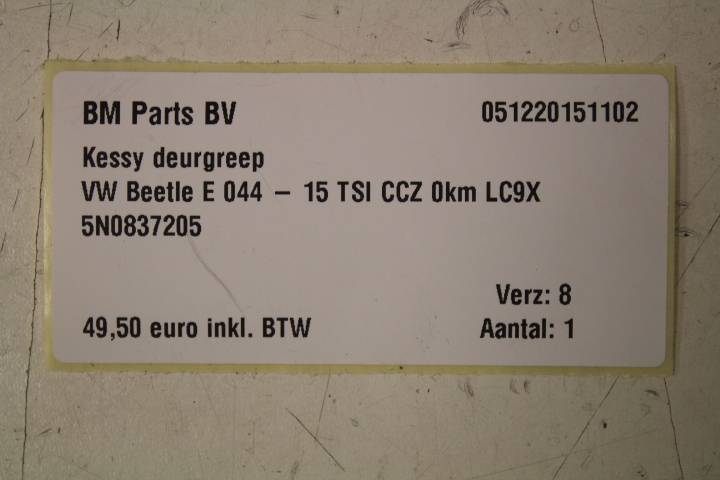 BM Parts BV 051220151102
Kessy deurgreep
VW Beetle E 044 – 15 TSI CCZ 0km LC9X
5N0837205
Verz: 8
49,50 euro inkl. BTW Aantal: 1